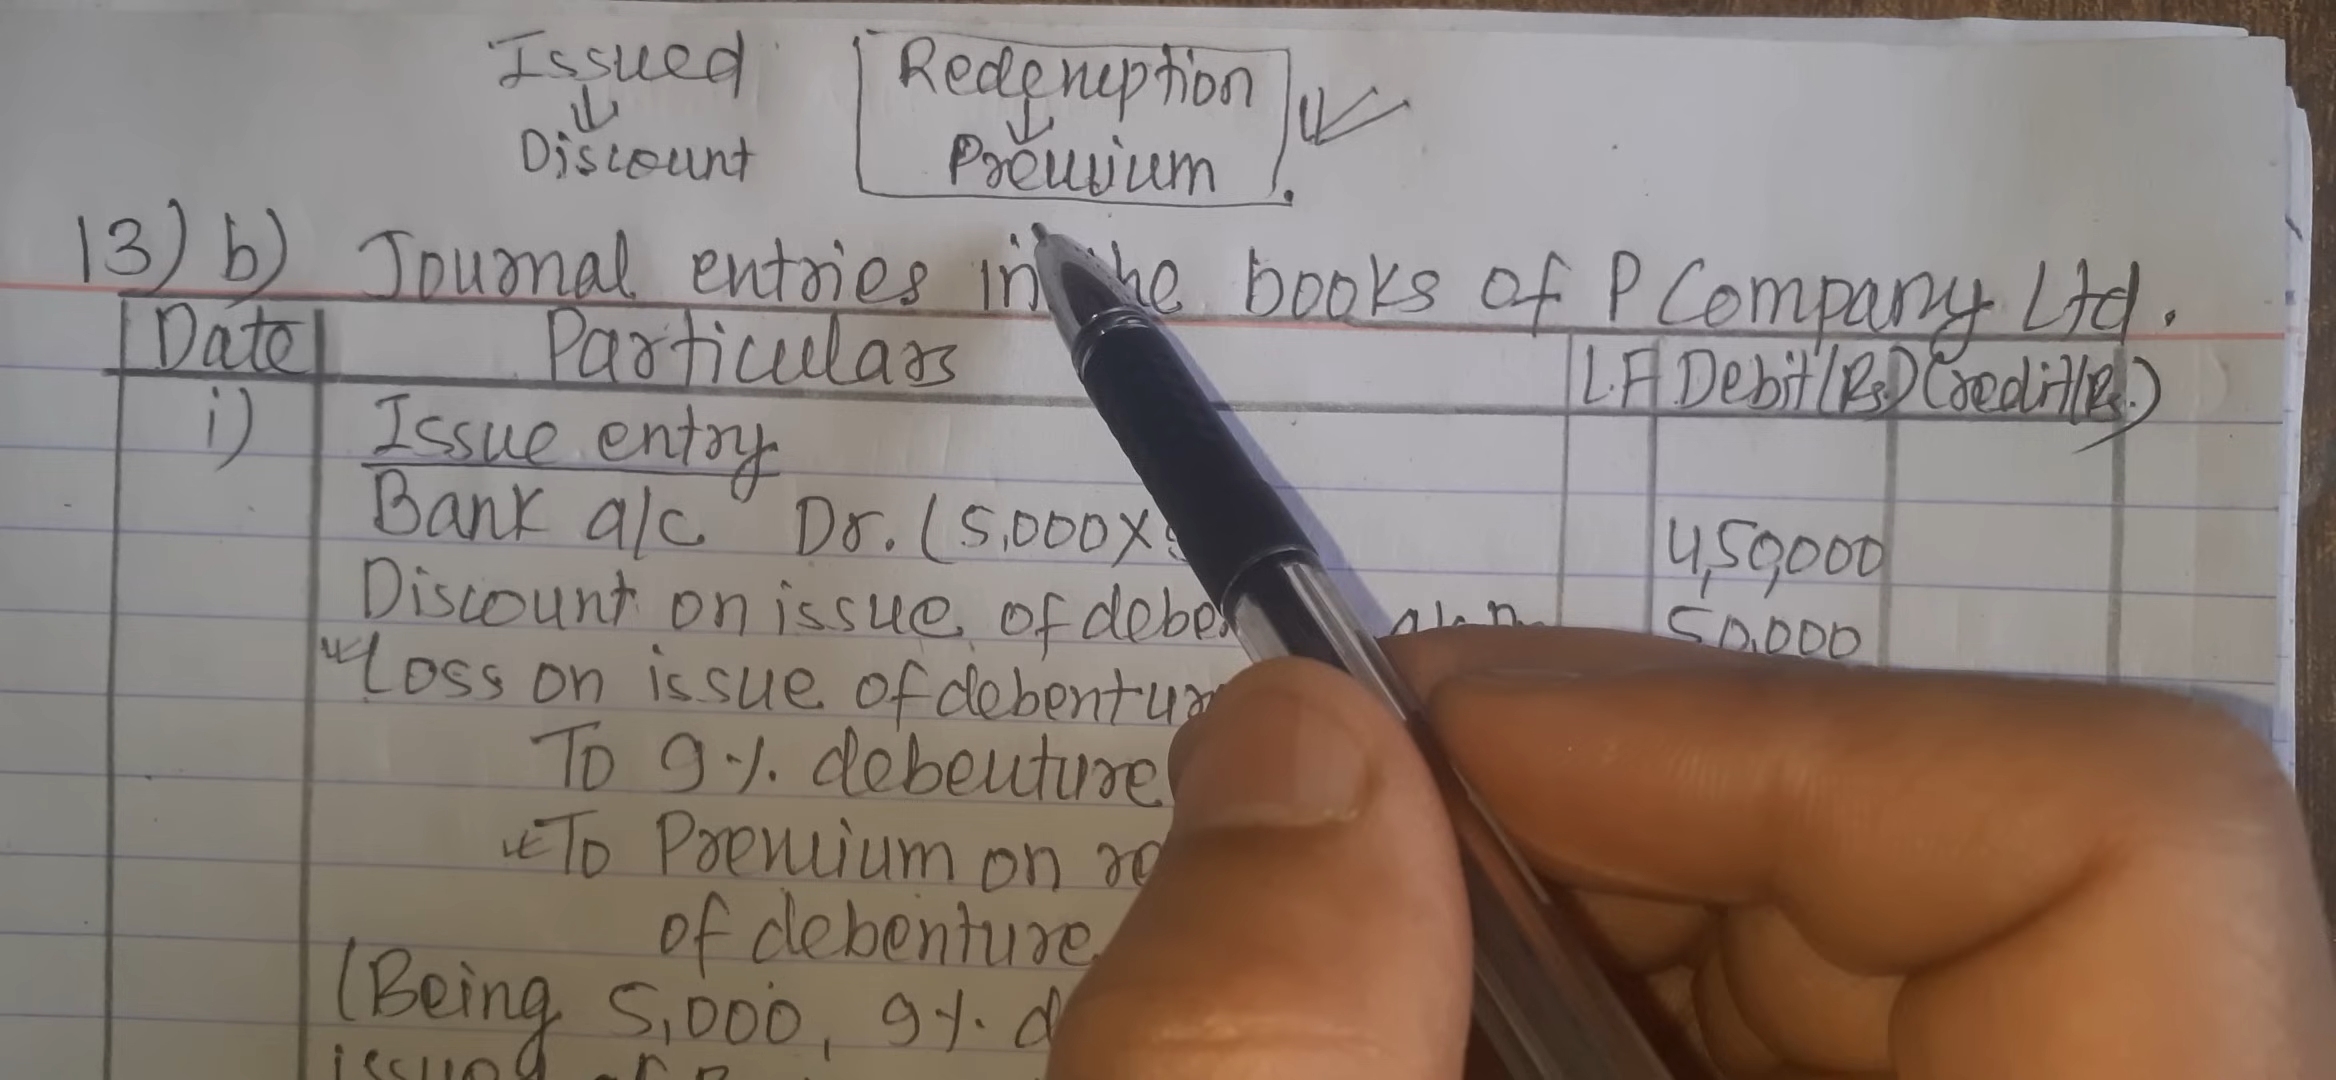 Issued Redemption
Discount Premium
13) b) Journal entries in the books of P Company Ltd.
Date Particulars L.F Debit(Rs.) Credit(Rs.)
i) Issue entry
Bank a/c Dr. (5,000X 4,50,000
Discount on issue of 50,000
Loss on issue of
To 9%. debenture
To Premium on
of debenture
(Being 5,000, 9%.